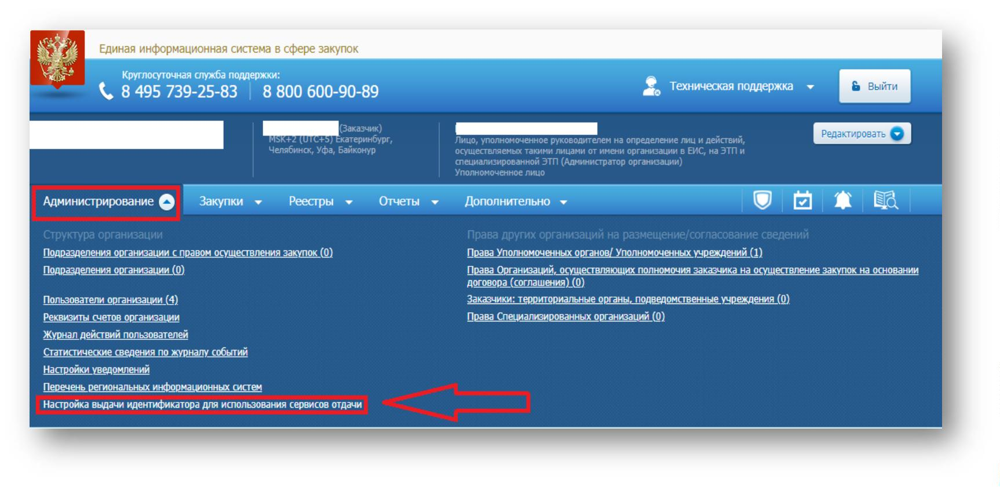 Единая информационная система в сфере закупок
Круглосуточная служба поддержки:
8 495 739-25-83 8 800 600-90-89
Техническая поддержка
Выйти
(Заказчик)
MSK+2 (UTC+5) Екатеринбург,
Челябинск, Уфа, Байконур
Лицо, уполномоченное руководителем на определение лиц и действий,
осуществляемых такими лицами от имени организации в ЕИС, на ЭТП и
специализированной ЭТП (Администратор организации)
Уполномоченное лицо
Редактировать
Администрирование Закупки Реестры Отчеты Дополнительно
Структура организации
Подразделения организации с правом осуществления закупок (0)
Подразделения организации (0)
Пользователи организации (4)
Реквизиты счетов организации
Журнал действий пользователей
Статистические сведения по журналу событий
Настройки уведомлений
Перечень региональных информационных систем
Настройка выдачи идентификатора для использования сервисов отдачи
Права других организаций на размещение/согласование сведений
Права Уполномоченных органов/ Уполномоченных учреждений (1)
Права Организаций, осуществляющих полномочия заказчика на осуществление закупок на основании
договора (соглашения) (0)
Заказчики: территориальные органы, подведомственные учреждения (0)
Права Специализированных организаций (0)